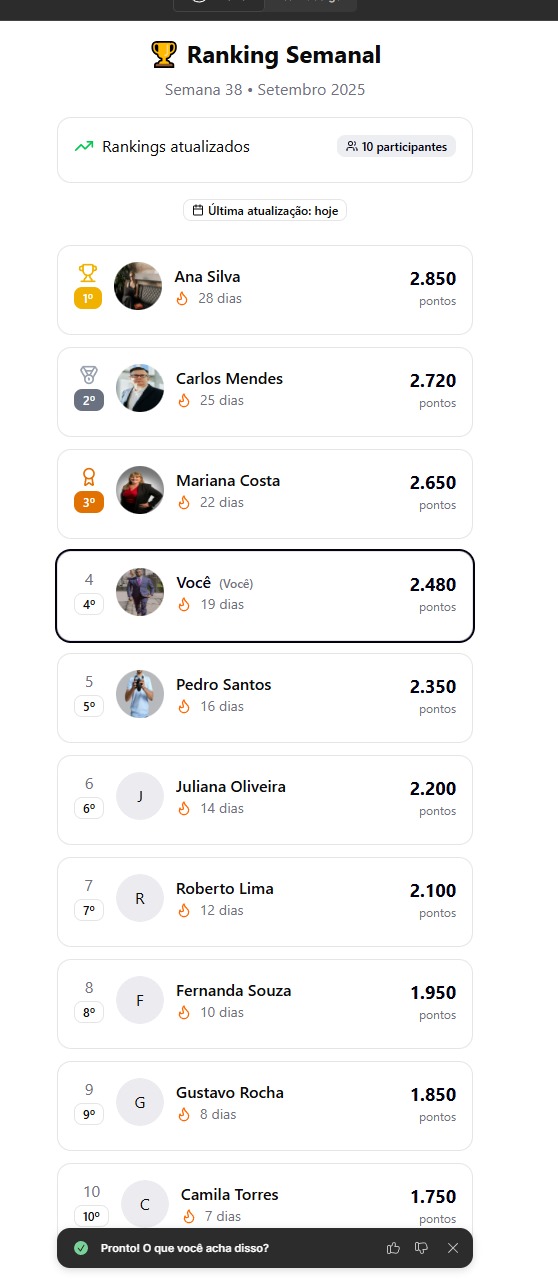 Ranking Semanal
Semana 38 • Setembro 2025
Rankings atualizados
10 participantes
Última atualização: hoje
1º
Ana Silva
28 dias
2.850
pontos
2º
Carlos Mendes
25 dias
2.720
pontos
3º
Mariana Costa
22 dias
2.650
pontos
4
4º
Você (Você)
19 dias
2.480
pontos
5
5º
Pedro Santos
16 dias
2.350
pontos
6
6º
J
Juliana Oliveira
14 dias
2.200
pontos
7
7º
R
Roberto Lima
12 dias
2.100
pontos
8
8º
F
Fernanda Souza
10 dias
1.950
pontos
9
9º
G
Gustavo Rocha
8 dias
1.850
pontos
10
10º
C
Camila Torres
7 dias
1.750
pontos
Pronto! O que você acha disso?